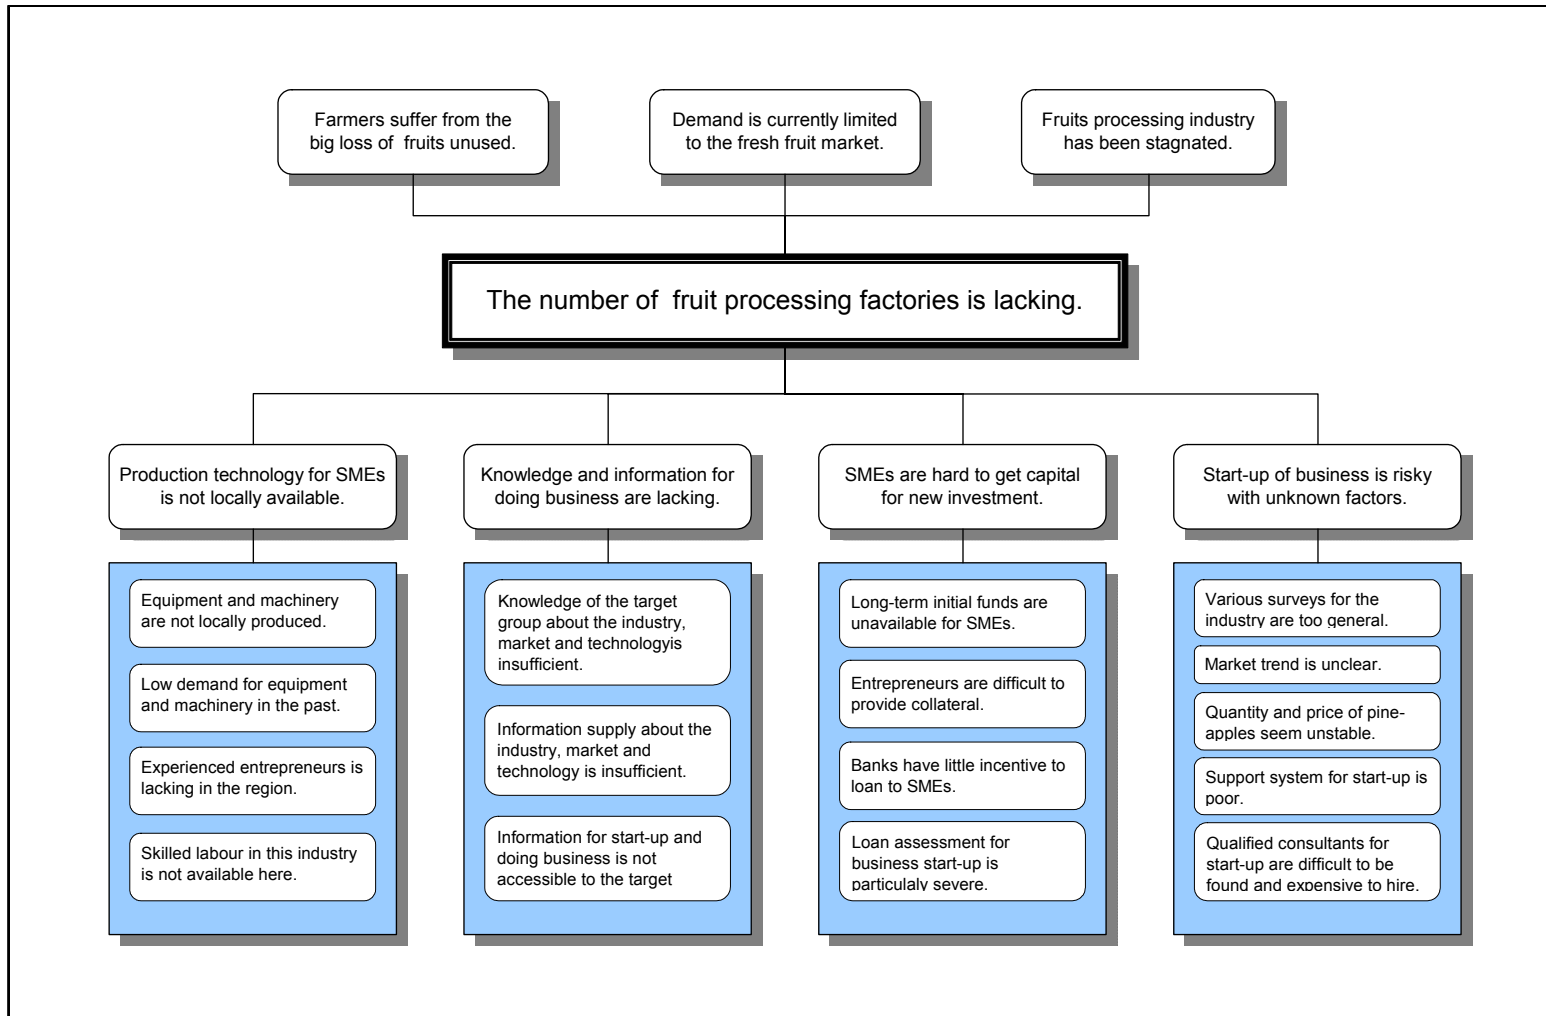 Farmers suffer from the
big loss of  fruits unused.
Demand is currently limited
to the fresh fruit market.
Fruits processing industry
has been stagnated.
The number of  fruit processing factories is lacking.
Production technology for SMEs
is not locally available.
Knowledge and information for
doing business are lacking.
SMEs are hard to get capital
for new investment.
Start-up of business is risky
with unknown factors.
Equipment and machinery
are not locally produced.
Low demand for equipment
and machinery in the past.
Experienced entrepreneurs is
lacking in the region.
Skilled labour in this industry
is not available here.
Knowledge of the target
group about the industry,
market and technologyis
insufficient.
Information supply about the
industry, market and
technology is insufficient.
Information for start-up and
doing business is not
accessible to the target
Long-term initial funds are
unavailable for SMEs.
Entrepreneurs are difficult to
provide collateral.
Banks have little incentive to
loan to SMEs.
Loan assessment for
business start-up is
particulaly severe.
Various surveys for the
industry are too general.
Market trend is unclear.
Quantity and price of pine-
apples seem unstable.
Support system for start-up is
poor.
Qualified consultants for
start-up are difficult to be
found and expensive to hire.